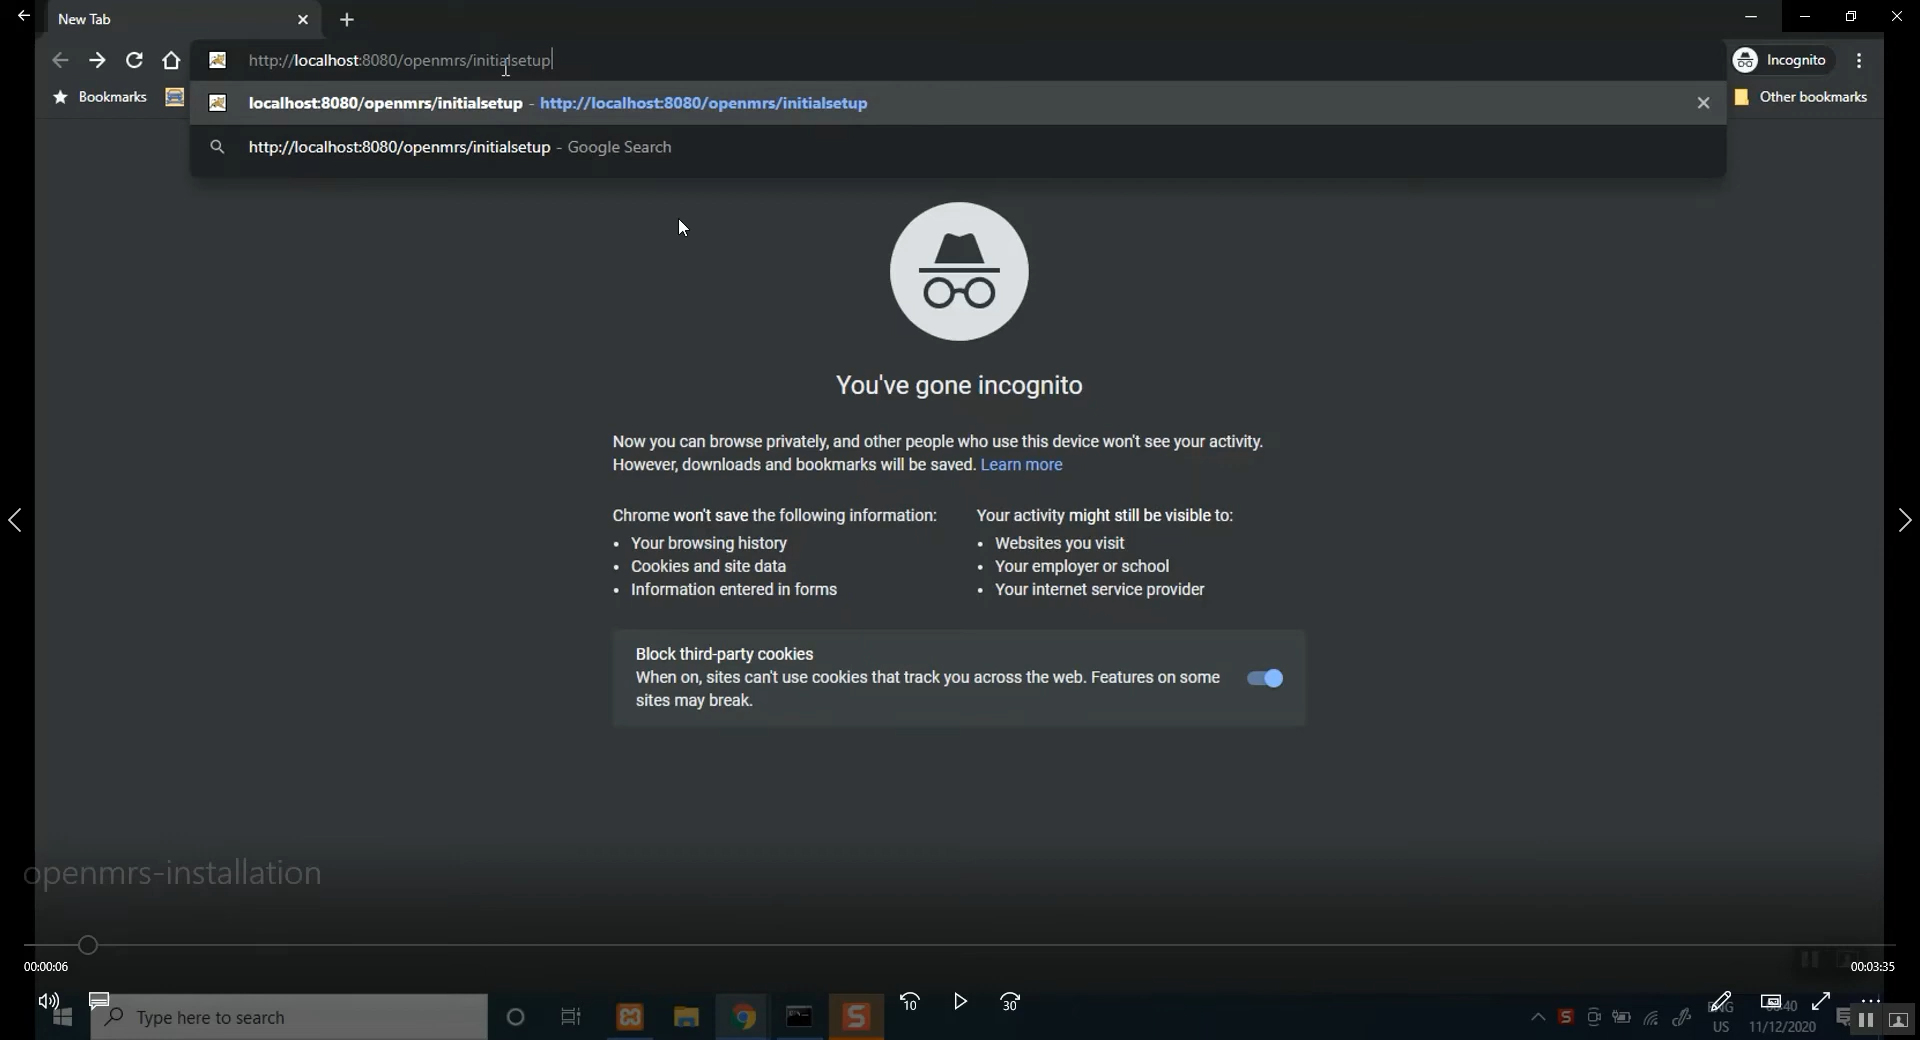 New Tab
http://localhost:8080/openmrs/initialsetup
Incognito
Bookmarks
localhost:8080/openmrs/initialsetup - http://localhost:8080/openmrs/initialsetup
Other bookmarks
http://localhost:8080/openmrs/initialsetup - Google Search
You've gone incognito
Now you can browse privately, and other people who use this device won't see your activity.
However, downloads and bookmarks will be saved. Learn more
Chrome won't save the following information:
• Your browsing history
• Cookies and site data
• Information entered in forms
Your activity might still be visible to:
• Websites you visit
• Your employer or school
• Your internet service provider
Block third-party cookies
When on, sites can't use cookies that track you across the web. Features on some
sites may break.
openmrs-installation
00:00:06
00:03:35
Type here to search
10
30
US
11/12/2020